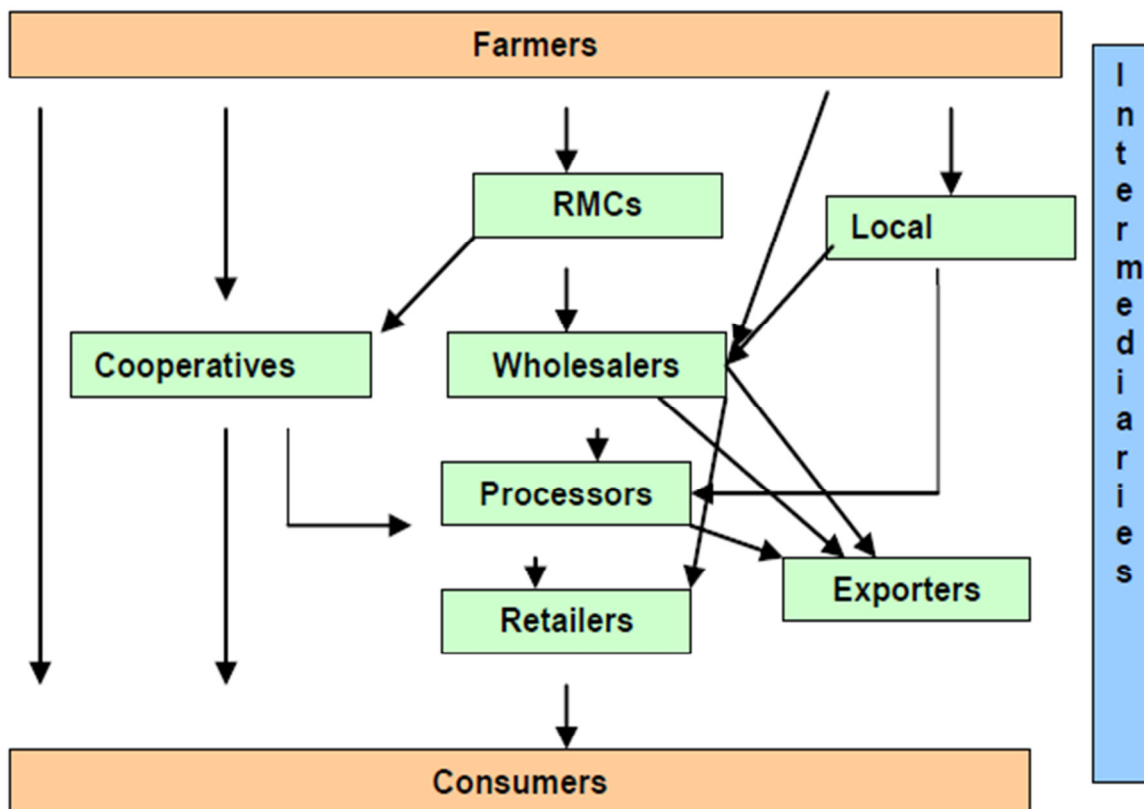 Farmers
Intermediaries
RMCs
Local
Cooperatives
Wholesalers
Processors
Exporters
Retailers
Consumers